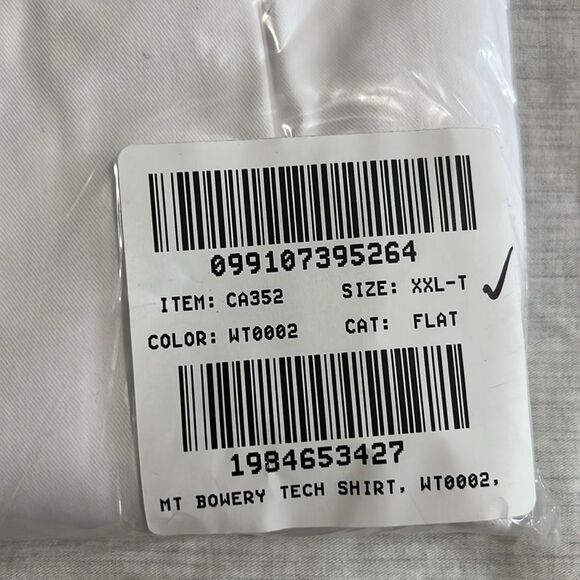 099107395264
ITEM: CA352 SIZE: XXL-T
COLOR: WT0002 CAT: FLAT
1984653427
MT BOWERY TECH SHIRT, WT0002,